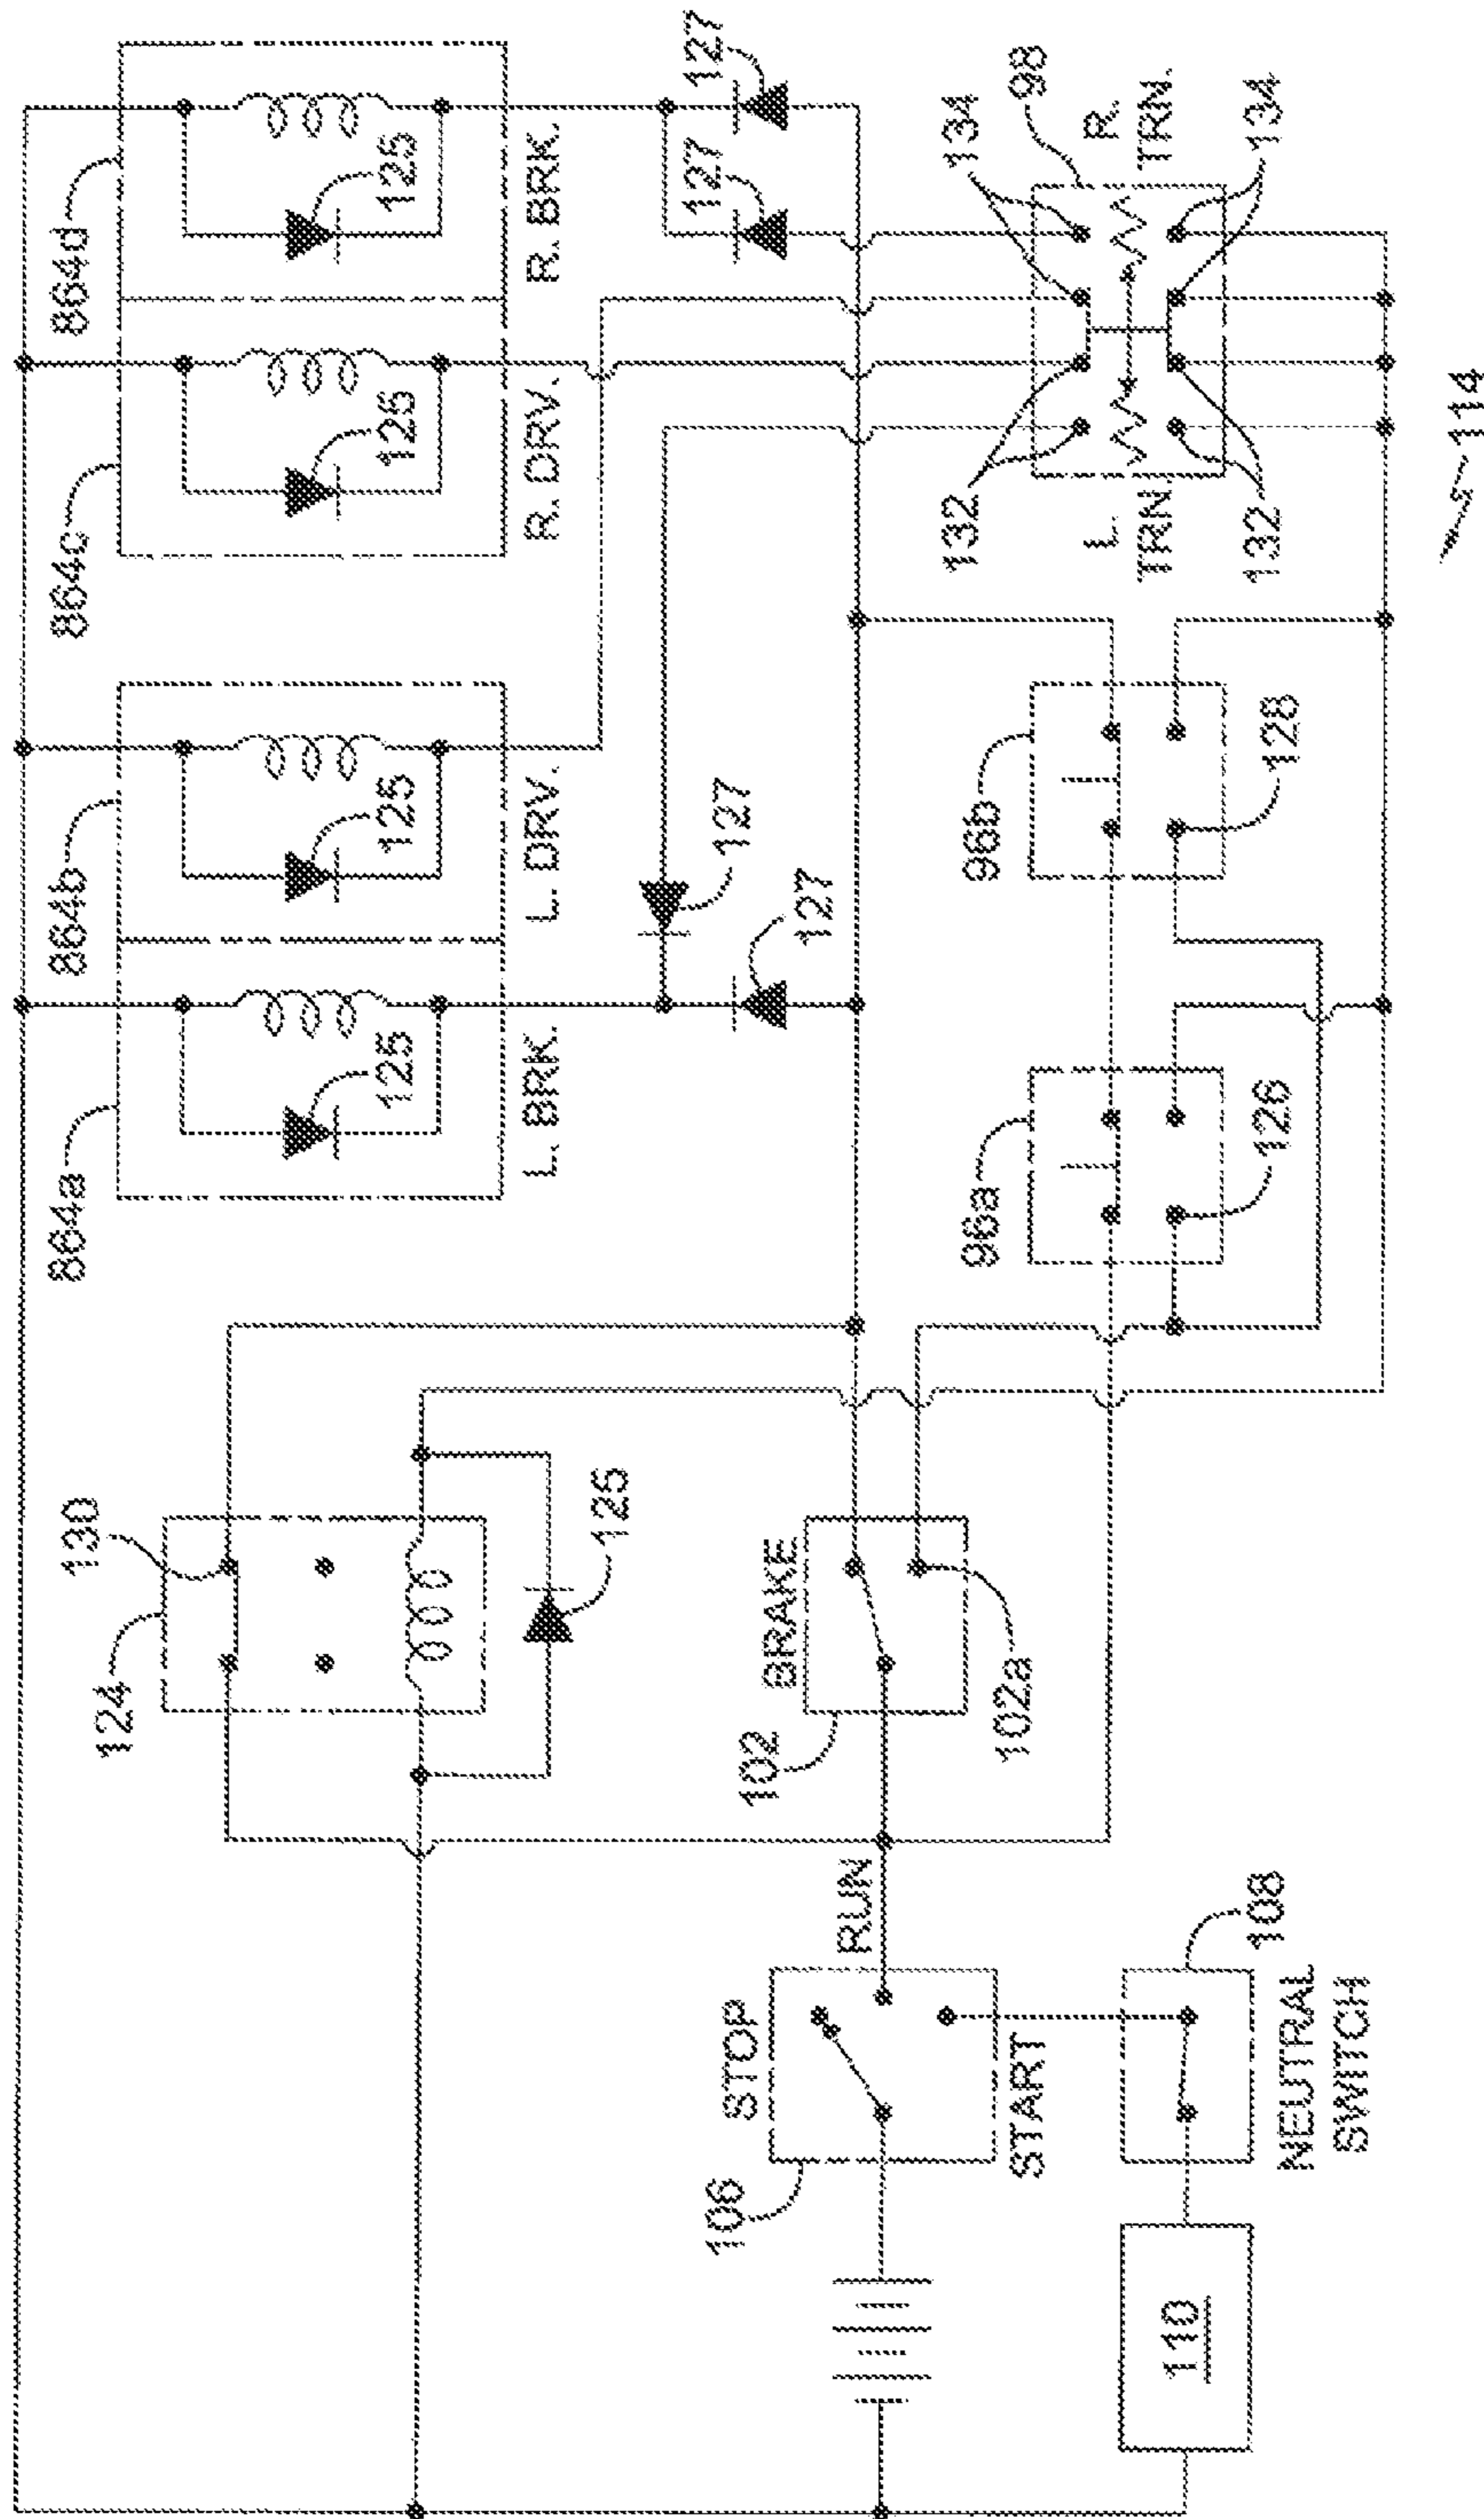 864a
864b
864c
864d
125
125
125
125
L. BRK.
L. DRV.
R. DRV.
R. BRK.
127
127
127
127
124
130
125
BRAKE
102
102a
106
STOP
RUN
START
110
108
NEUTRAL
SWITCH
96a
126
96b
128
98
132
134
L.
TRN.
R.
TRN.
132
134
114